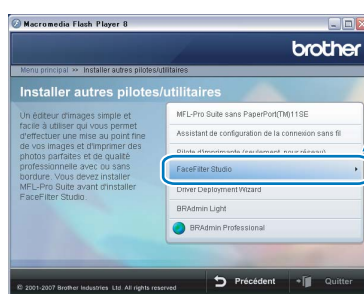 Macromedia Flash Player 8
brother
Menu principal >> Installer autres pilotes/utilitaires
Installer autres pilotes/utilitaires
Un éditeur d'images simple et
facile à utiliser qui vous permet
d'effectuer une mise au point fine
de vos images et d'imprimer des
photos parfaites et de qualité
professionnelle avec ou sans
bordure. Vous devez installer
MFL-Pro Suite avant d'installer
FaceFilter Studio.
MFL-Pro Suite sans PaperPort(TM)11SE
Assistant de configuration de la connexion sans fil
Pilote d'imprimante (seulement, pour réseau)
FaceFilter Studio
Driver Deployment Wizard
BRAdmin Light
BRAdmin Professional
© 2001-2007 Brother Industries Ltd. All rights reserved
Précédent
Quitter